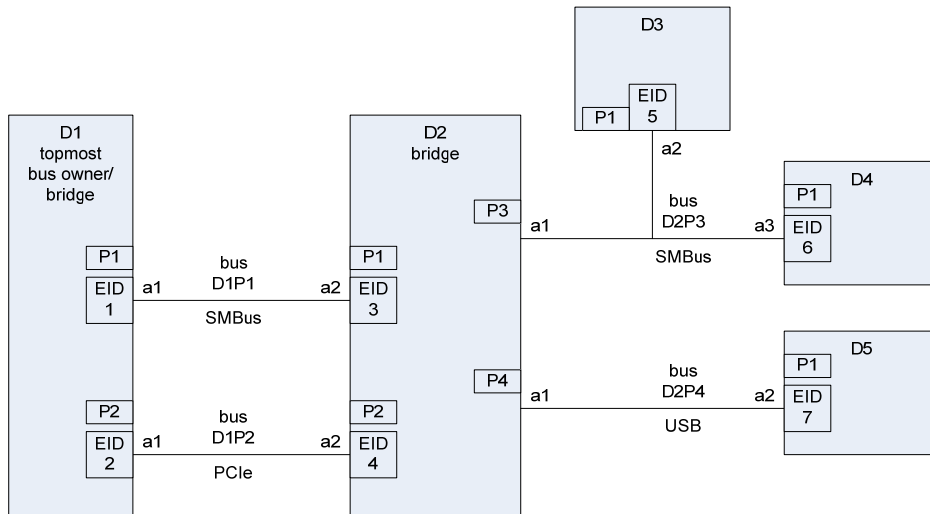 D1
topmost
bus owner/
bridge
P1
EID
1
a1
bus
D1P1
SMBus
a2
P2
EID
2
a1
bus
D1P2
PCIe
a2
D2
bridge
P1
EID
3
P2
EID
4
P3
a1
bus
D2P3
SMBus
a3
P4
a1
bus
D2P4
USB
a2
D3
P1
EID
5
a2
D4
P1
EID
6
D5
P1
EID
7